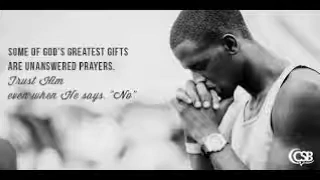 SOME OF GOD'S GREATEST GIFTS
ARE UNANSWERED PRAYERS.
Trust Him
even when He says, "No"
CSB